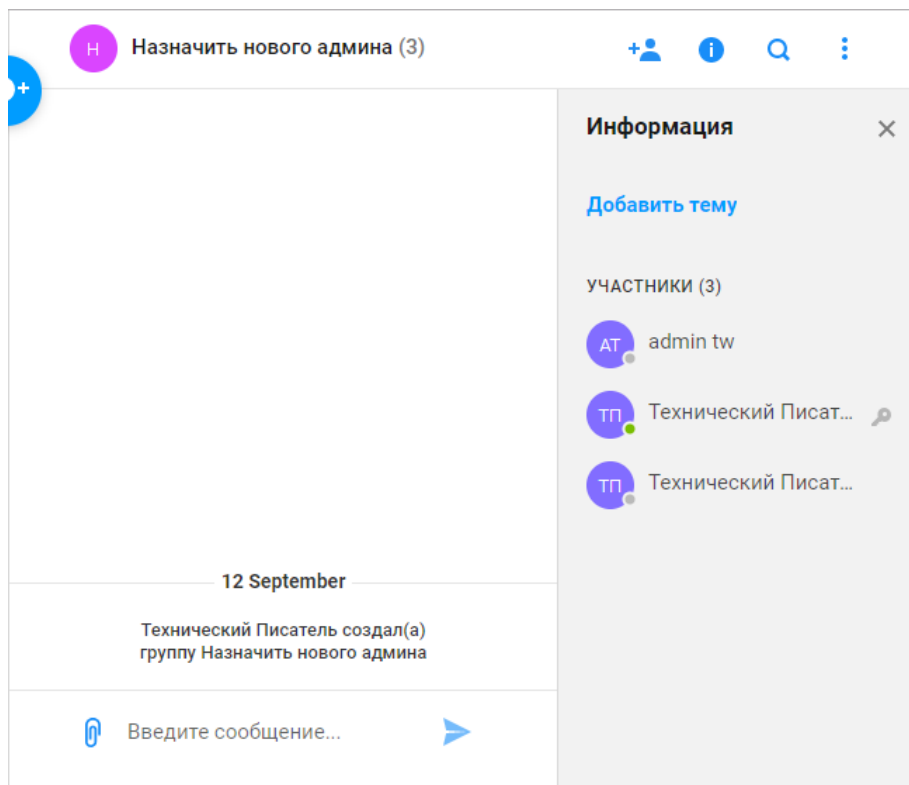 Н
Назначить нового админа (3)
Информация
Добавить тему
УЧАСТНИКИ (3)
АТ
admin tw
ТП
Технический Писат...
ТП
Технический Писат...
12 September
Технический Писатель создал(а)
группу Назначить нового админа
Введите сообщение...